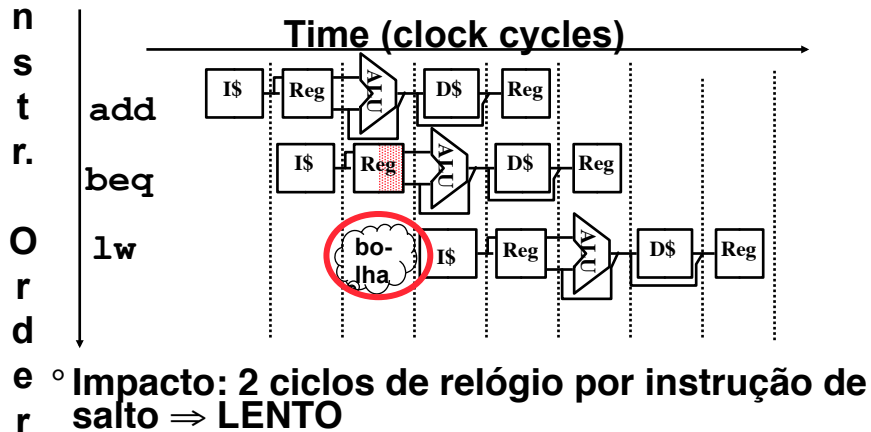 Time (clock cycles)
n
s
t
r.
O
r
d
e
r
add
I$ Reg ALU D$ Reg
beq
I$ Reg ALU D$ Reg
lw
bo-
lha
I$ Reg ALU D$ Reg
° Impacto: 2 ciclos de relógio por instrução de
salto ⇒ LENTO